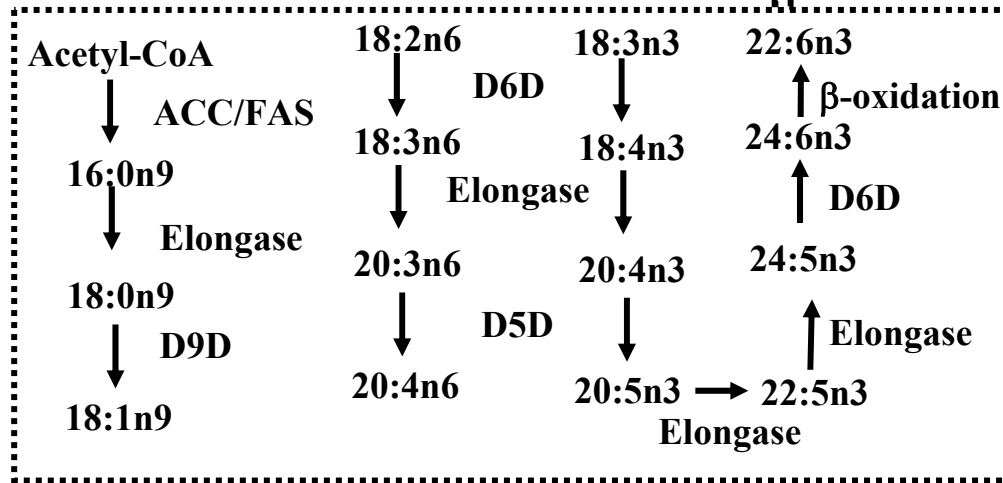 Acetyl-CoA
ACC/FAS
16:0n9
Elongase
18:0n9
D9D
18:1n9
18:2n6
D6D
18:3n6
Elongase
20:3n6
D5D
20:4n6
18:3n3
18:4n3
20:4n3
20:5n3
Elongase
22:5n3
Elongase
24:5n3
D6D
24:6n3
β-oxidation
22:6n3